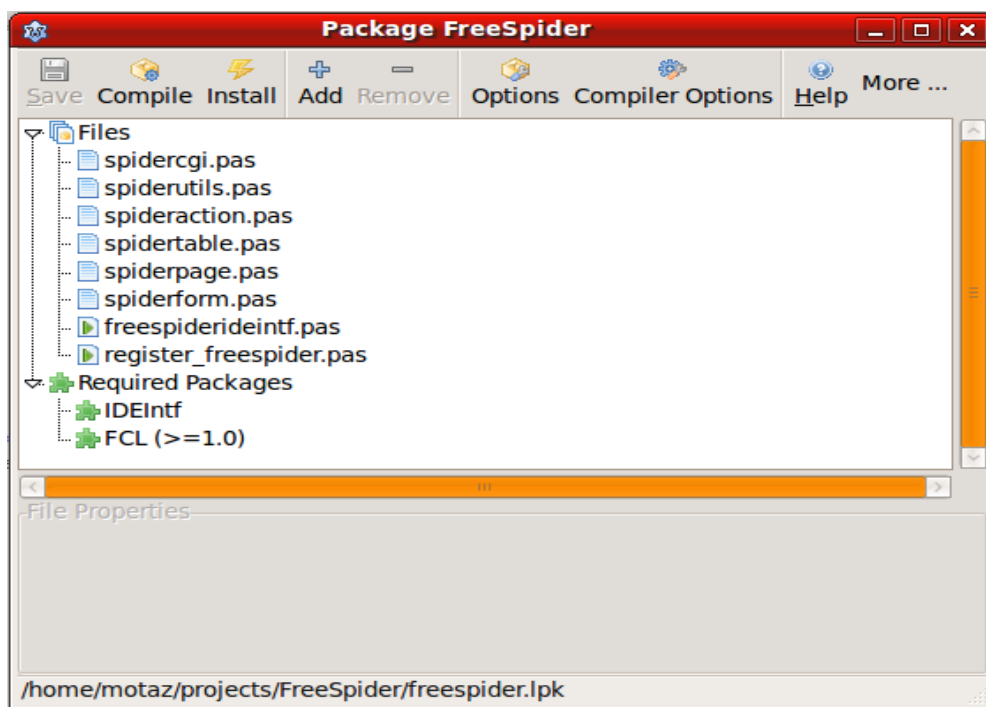 Package FreeSpider
Save Compile Install Add Remove Options Compiler Options Help More ...
Files
spidercgi.pas
spiderutils.pas
spideraction.pas
spidertable.pas
spiderpage.pas
spiderform.pas
freespiderideintf.pas
register_freespider.pas
Required Packages
IDEIntf
FCL (>=1.0)
File Properties
/home/motaz/projects/FreeSpider/freespider.lpk